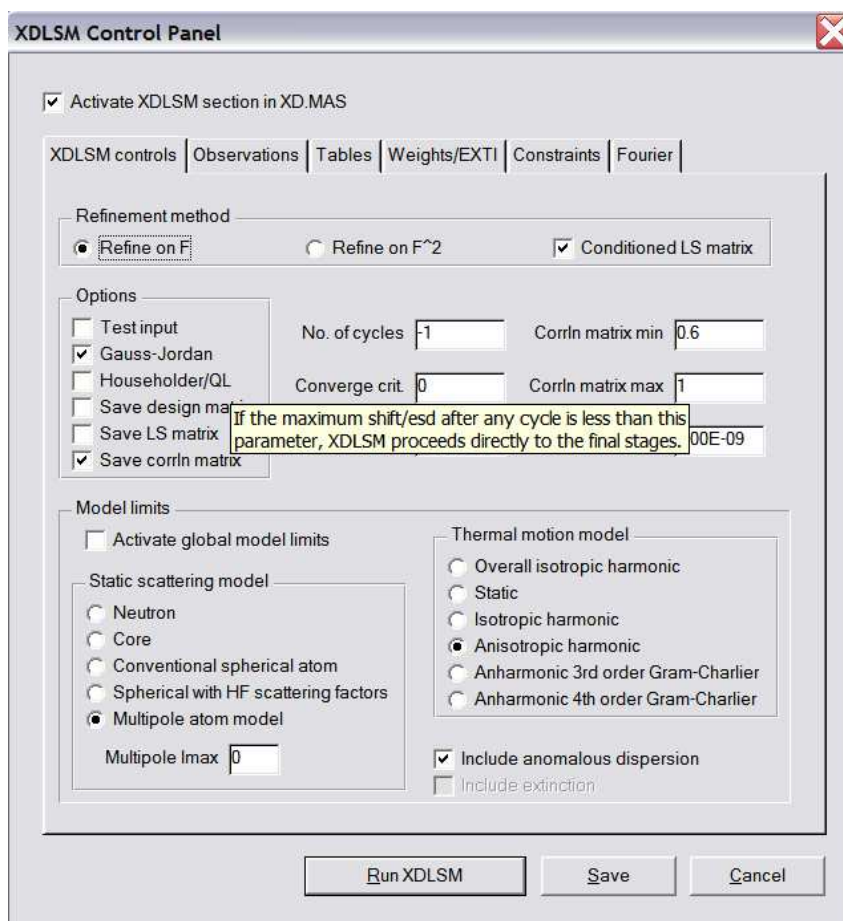 XDLSM Control Panel
Activate XDLSM section in XD.MAS
XDLSM controls Observations Tables Weights/EXTI Constraints Fourier
Refinement method
Refine on F Refine on F^2 Conditioned LS matrix
Options
Test input
No. of cycles -1 Corrln matrix min 0.6
Gauss-Jordan
Householder/QL
Converge crit. 0 Corrln matrix max 1
Save design matrix
If the maximum shift/esd after any cycle is less than this
parameter, XDLSM proceeds directly to the final stages.
Save LS matrix
00E-09
Save corrln matrix
Model limits
Activate global model limits
Static scattering model
Neutron
Core
Conventional spherical atom
Spherical with HF scattering factors
Multipole atom model
Multipole lmax 0
Thermal motion model
Overall isotropic harmonic
Static
Isotropic harmonic
Anisotropic harmonic
Anharmonic 3rd order Gram-Charlier
Anharmonic 4th order Gram-Charlier
Include anomalous dispersion
Include extinction
Run XDLSM Save Cancel